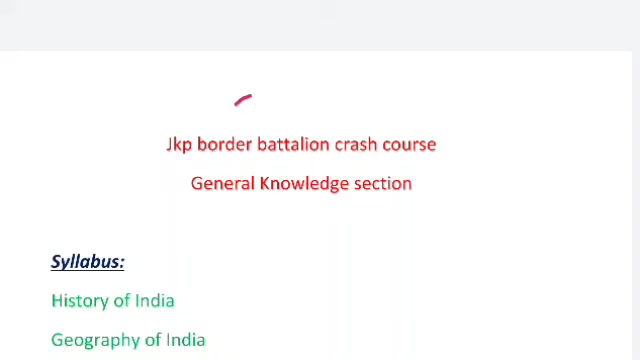 Jkp border battalion crash course
General Knowledge section
Syllabus:
History of India
Geography of India